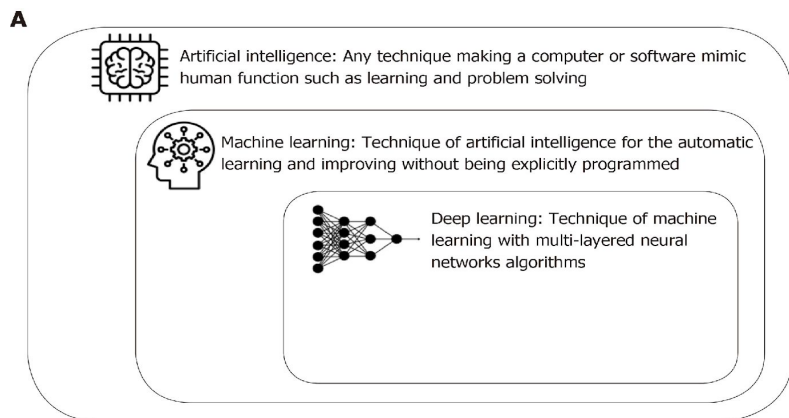 A
Artificial intelligence: Any technique making a computer or software mimic
human function such as learning and problem solving
Machine learning: Technique of artificial intelligence for the automatic
learning and improving without being explicitly programmed
Deep learning: Technique of machine
learning with multi-layered neural
networks algorithms